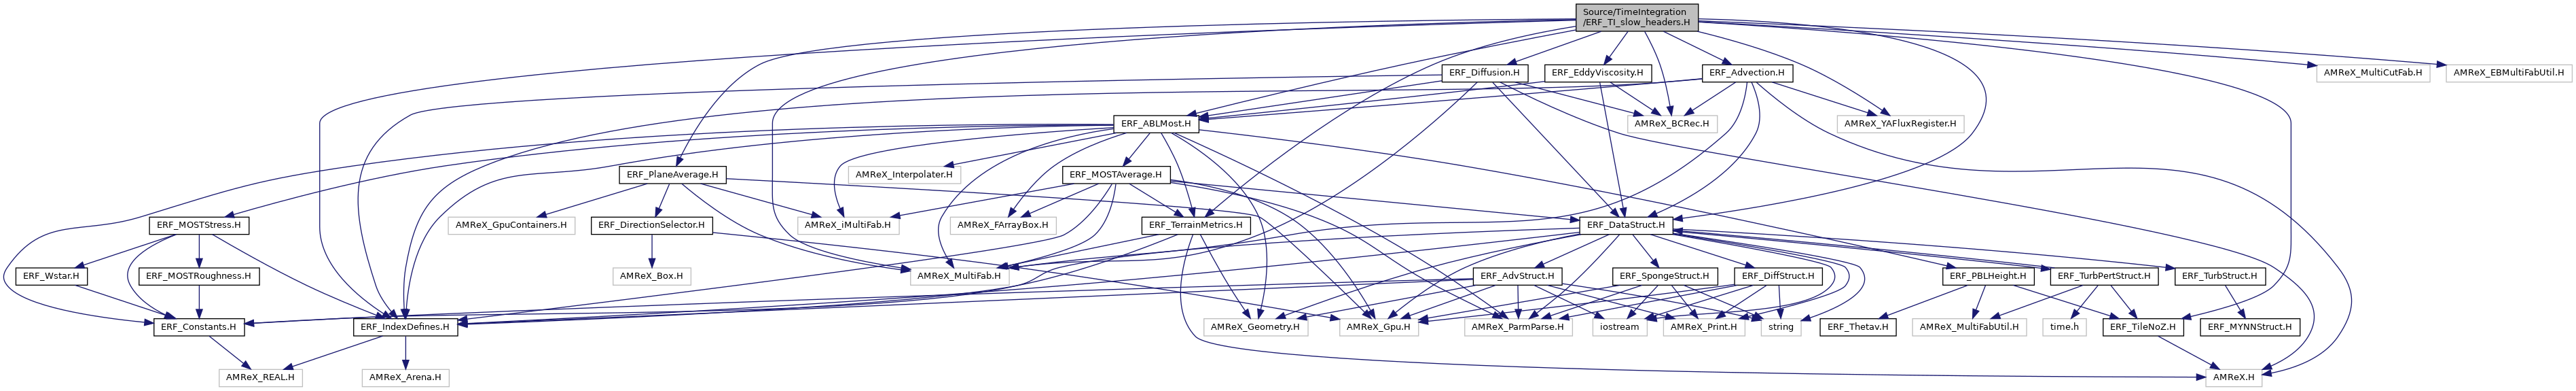 Source/TimeIntegration
/ERF_TI_slow_headers.H
ERF_Diffusion.H
ERF_EddyViscosity.H
ERF_Advection.H
AMReX_MultiCutFab.H
AMReX_EBMultiFabUtil.H
ERF_ABLMost.H
AMReX_BCRec.H
AMReX_YAFluxRegister.H
ERF_PlaneAverage.H
AMReX_Interpolater.H
ERF_MOSTAverage.H
ERF_MOSTStress.H
AMReX_GpuContainers.H
ERF_DirectionSelector.H
AMReX_iMultiFab.H
AMReX_FArrayBox.H
ERF_TerrainMetrics.H
ERF_DataStruct.H
ERF_Wstar.H
ERF_MOSTRoughness.H
AMReX_Box.H
AMReX_MultiFab.H
ERF_AdvStruct.H
ERF_SpongeStruct.H
ERF_DiffStruct.H
ERF_PBLHeight.H
ERF_TurbPertStruct.H
ERF_TurbStruct.H
ERF_Constants.H
ERF_IndexDefines.H
AMReX_Geometry.H
AMReX_Gpu.H
AMReX_ParmParse.H
iostream
AMReX_Print.H
string
ERF_Thetav.H
AMReX_MultiFabUtil.H
time.h
ERF_TileNoZ.H
ERF_MYNNStruct.H
AMReX_REAL.H
AMReX_Arena.H
AMReX.H